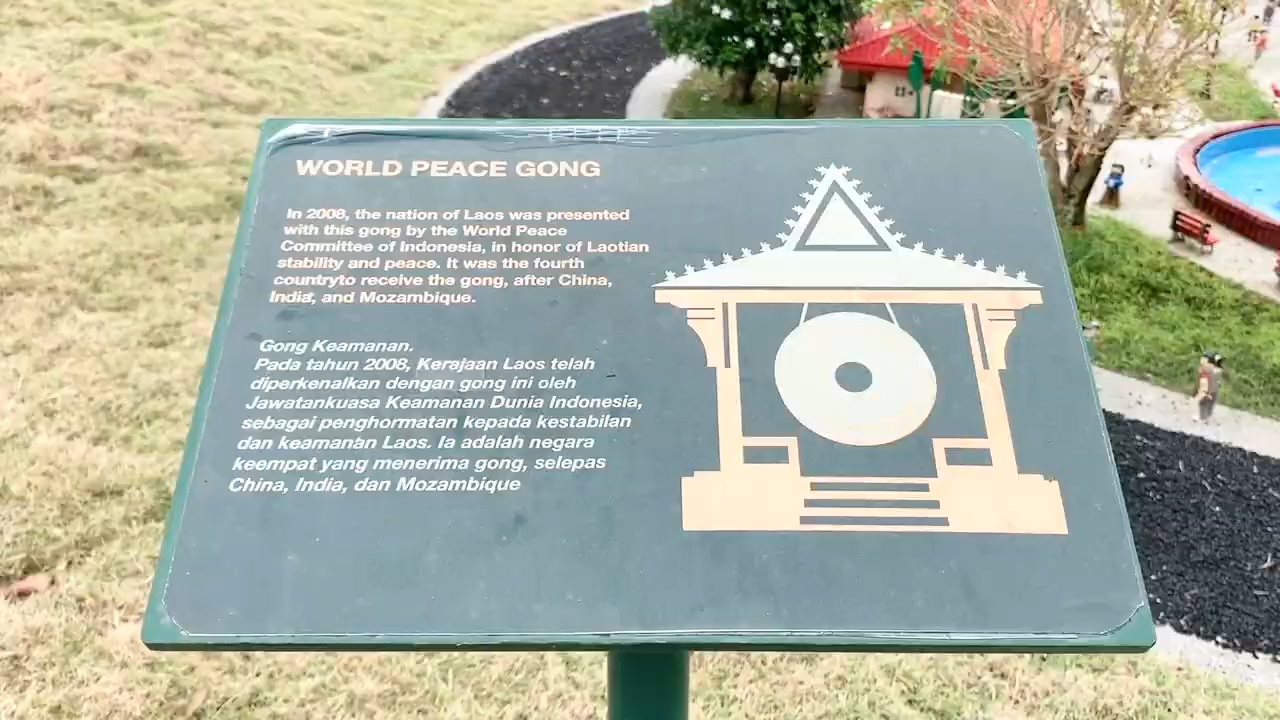 WORLD PEACE GONG
In 2008, the nation of Laos was presented
with this gong by the World Peace
Committee of Indonesia, in honor of Laotian
stability and peace. It was the fourth
countryto receive the gong, after China,
India, and Mozambique.
Gong Keamanan.
Pada tahun 2008, Kerajaan Laos telah
diperkenalkan dengan gong ini oleh
Jawatankuasa Keamanan Dunia Indonesia,
sebagai penghormatan kepada kestabilan
dan keamanan Laos. Ia adalah negara
keempat yang menerima gong, selepas
China, India, dan Mozambique